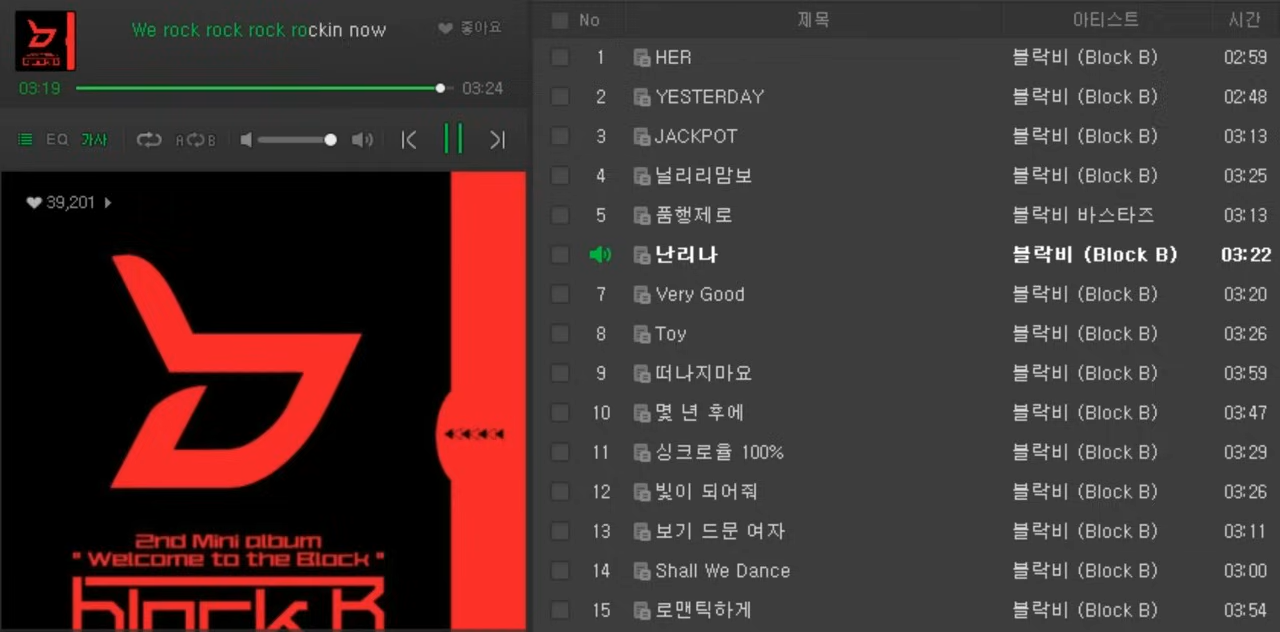 We rock rock rock rockin now
좋아요
03:19
03:24
EQ 가사 A B
39,201
2nd Mini album
" Welcome to the Block "
block B
No 제목 아티스트 시간
1 HER 블락비 (Block B) 02:59
2 YESTERDAY 블락비 (Block B) 02:48
3 JACKPOT 블락비 (Block B) 03:13
4 닐리리맘보 블락비 (Block B) 03:25
5 품행제로 블락비 바스타즈 03:13
난리나 블락비 (Block B) 03:22
7 Very Good 블락비 (Block B) 03:20
8 Toy 블락비 (Block B) 03:26
9 떠나지마요 블락비 (Block B) 03:59
10 몇 년 후에 블락비 (Block B) 03:47
11 싱크로율 100% 블락비 (Block B) 03:29
12 빛이 되어줘 블락비 (Block B) 03:26
13 보기 드문 여자 블락비 (Block B) 03:11
14 Shall We Dance 블락비 (Block B) 03:00
15 로맨틱하게 블락비 (Block B) 03:54